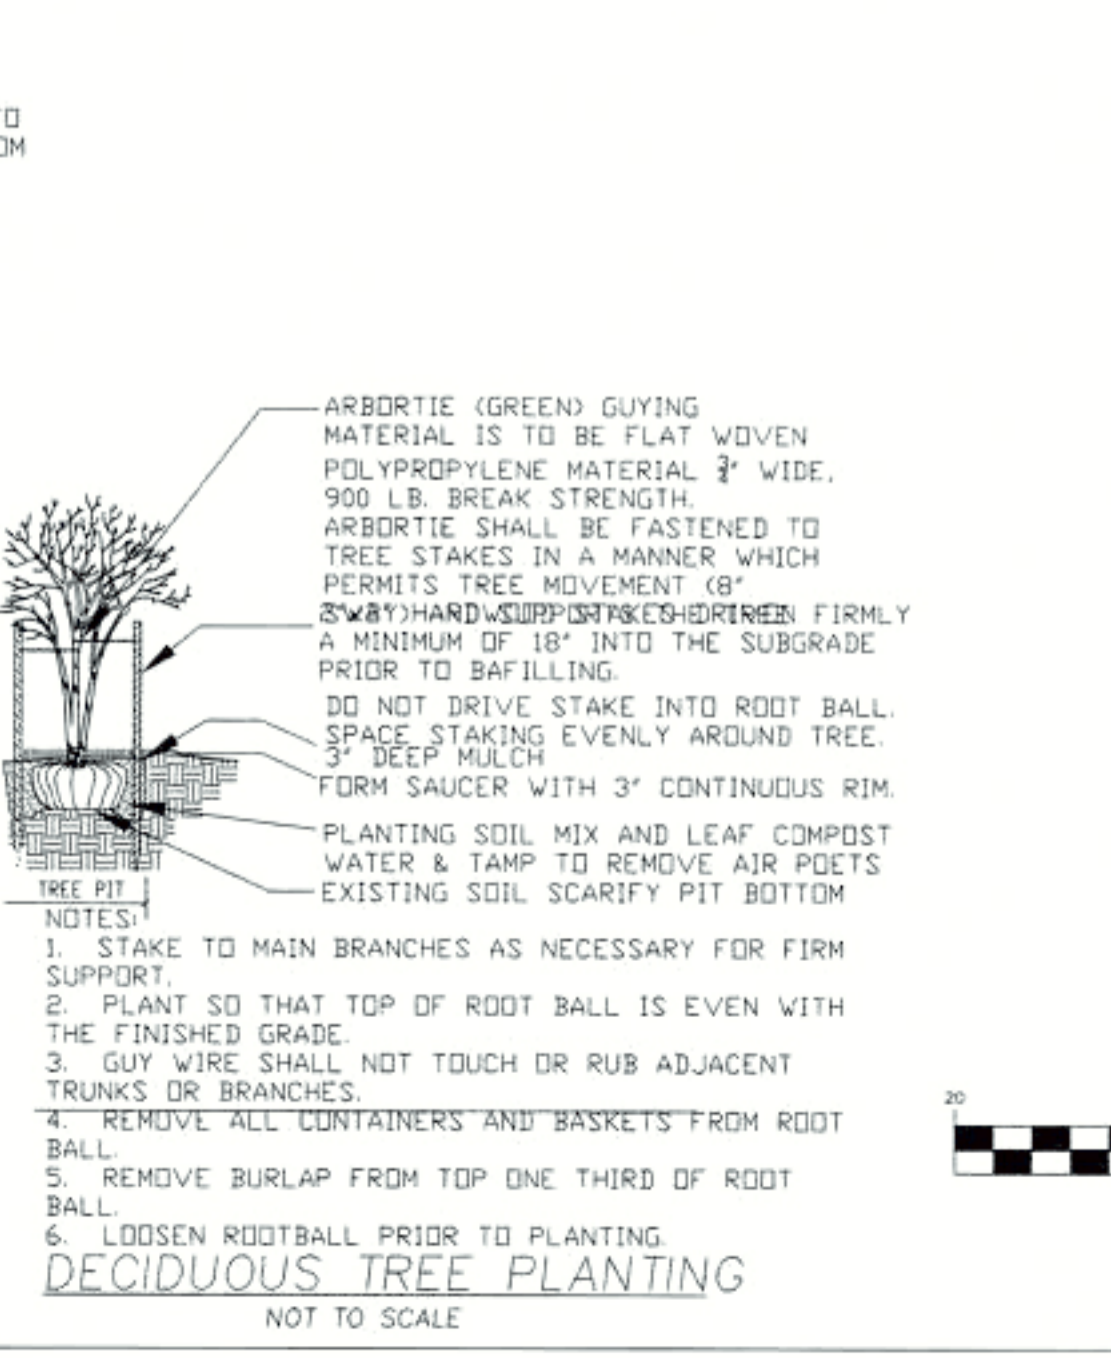 TO
OM
ARBORTIE (GREEN) GUYING
MATERIAL IS TO BE FLAT WOVEN
POLYPROPYLENE MATERIAL ¾" WIDE,
900 LB. BREAK STRENGTH.
ARBORTIE SHALL BE FASTENED TO
TREE STAKES IN A MANNER WHICH
PERMITS TREE MOVEMENT (8"
FIRMLY
A MINIMUM OF 18" INTO THE SUBGRADE
PRIOR TO BAFILLING.
DO NOT DRIVE STAKE INTO ROOT BALL.
SPACE STAKING EVENLY AROUND TREE.
3" DEEP MULCH
FORM SAUCER WITH 3" CONTINUOUS RIM.
PLANTING SOIL MIX AND LEAF COMPOST
WATER & TAMP TO REMOVE AIR POETS
EXISTING SOIL SCARIFY PIT BOTTOM
TREE PIT
NOTES:
1. STAKE TO MAIN BRANCHES AS NECESSARY FOR FIRM
SUPPORT.
2. PLANT SO THAT TOP OF ROOT BALL IS EVEN WITH
THE FINISHED GRADE.
3. GUY WIRE SHALL NOT TOUCH OR RUB ADJACENT
TRUNKS OR BRANCHES.
4. REMOVE ALL CONTAINERS AND BASKETS FROM ROOT
BALL.
5. REMOVE BURLAP FROM TOP ONE THIRD OF ROOT
BALL.
6. LOOSEN ROOTBALL PRIOR TO PLANTING.
DECIDUOUS TREE PLANTING
NOT TO SCALE
20